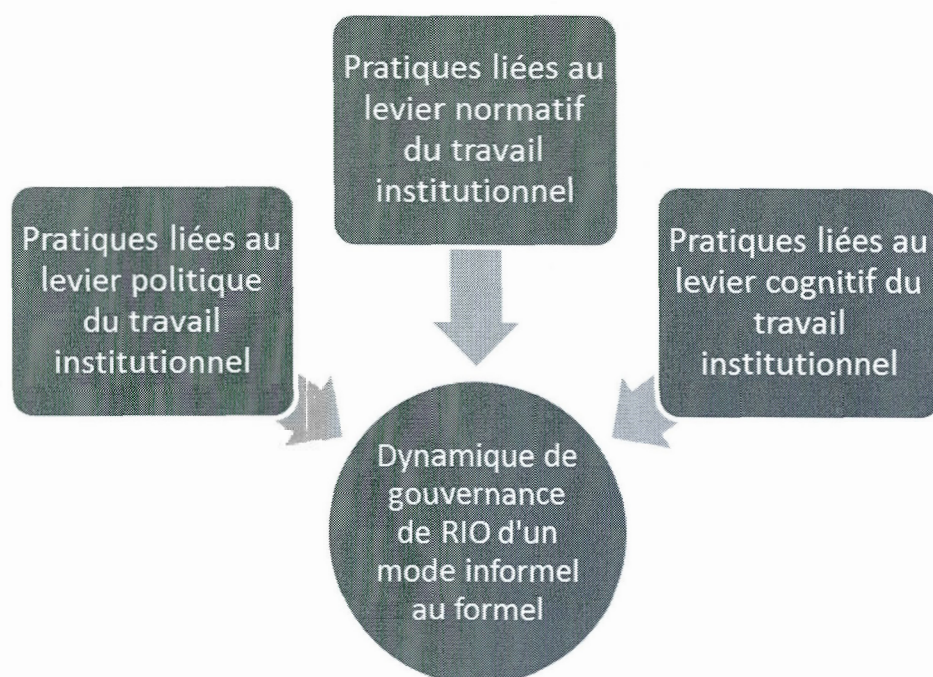 Pratiques liées au
levier normatif
du travail
institutionnel
Pratiques liées au
levier politique
du travail
institutionnel
Pratiques liées au
levier cognitif du
travail
institutionnel
Dynamique de
gouvernance
de RIO d'un
mode informel
au formel